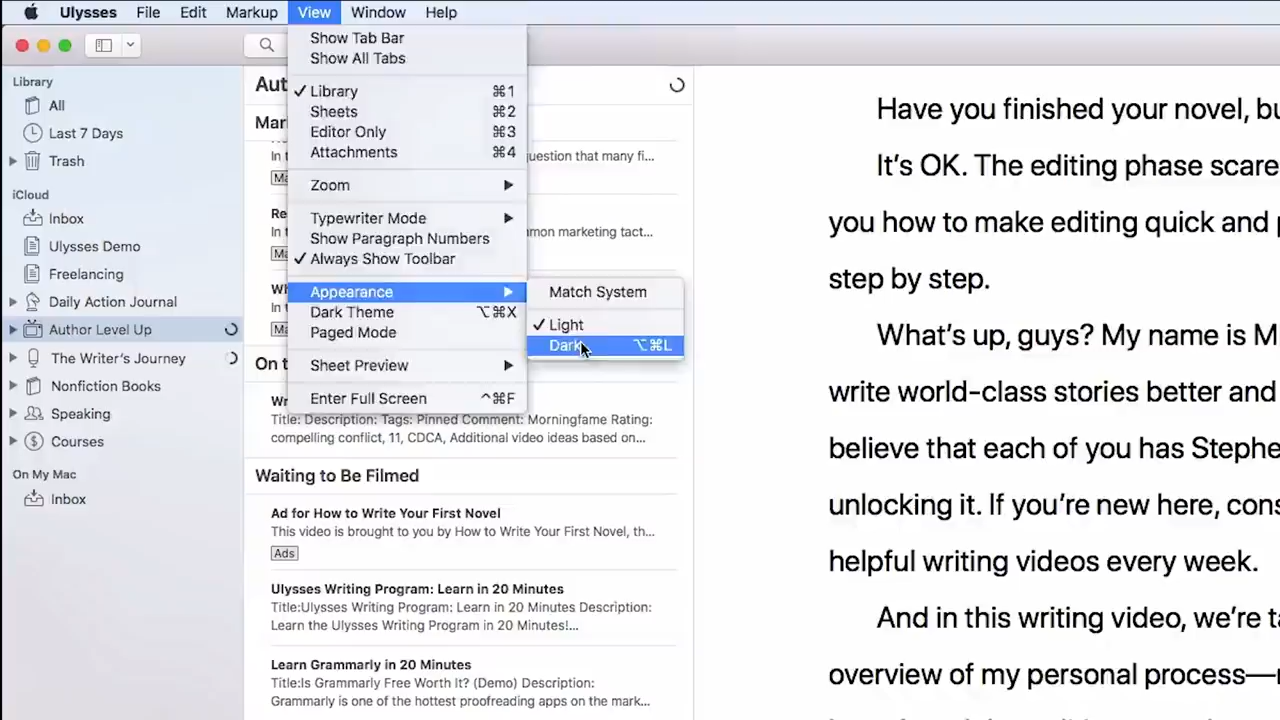 Ulysses File Edit Markup View Window Help
Library
All
Last 7 Days
Trash
iCloud
Inbox
Ulysses Demo
Freelancing
Daily Action Journal
Author Level Up
The Writer's Journey
Nonfiction Books
Speaking
Courses
On My Mac
Inbox
Show Tab Bar
Show All Tabs
Library ⌘1
Sheets ⌘2
Editor Only ⌘3
Attachments ⌘4
Zoom
Typewriter Mode
Show Paragraph Numbers
Always Show Toolbar
Appearance
Dark Theme ⌥⌘X
Paged Mode
Sheet Preview
Enter Full Screen ^⌘F
Match System
Light
Dark ⌥⌘L
Aut
Mar
In t question that many fi...
Ma
Re
In t mmon marketing tact...
Ma
Wh
In t
Ma
On t
Wr
Title: Description: Tags: Pinned Comment: Morningfame Rating:
compelling conflict, 11, CDCA, Additional video ideas based on...
Waiting to Be Filmed
Ad for How to Write Your First Novel
This video is brought to you by How to Write Your First Novel, th...
Ads
Ulysses Writing Program: Learn in 20 Minutes
Title:Ulysses Writing Program: Learn in 20 Minutes Description:
Learn the Ulysses Writing Program in 20 Minutes!...
Learn Grammarly in 20 Minutes
Title:Is Grammarly Free Worth It? (Demo) Description:
Grammarly is one of the hottest proofreading apps on the mark...
Have you finished your novel, bu
It's OK. The editing phase scare
you how to make editing quick and p
step by step.
What's up, guys? My name is M
write world-class stories better and
believe that each of you has Stephe
unlocking it. If you're new here, cons
helpful writing videos every week.
And in this writing video, we're ta
overview of my personal process—r